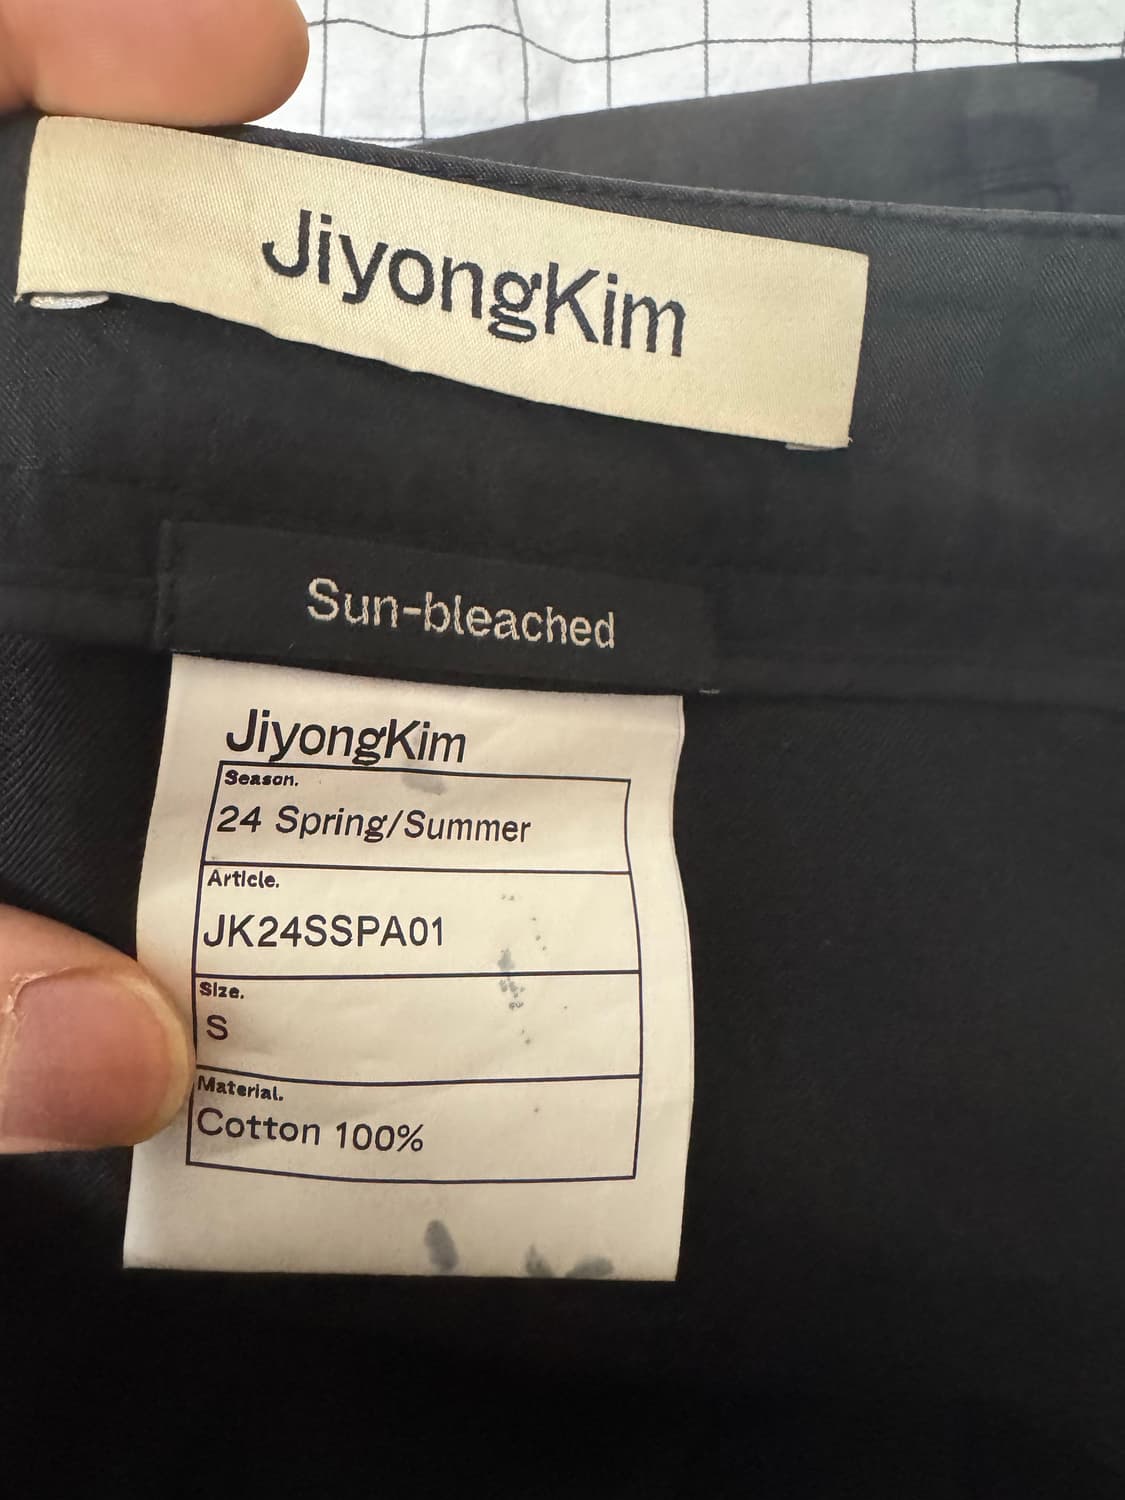 JiyongKim
Sun-bleached
JiyongKim
Season.
24 Spring/Summer
Article.
JK24SSPA01
Size.
S
Material.
Cotton 100%